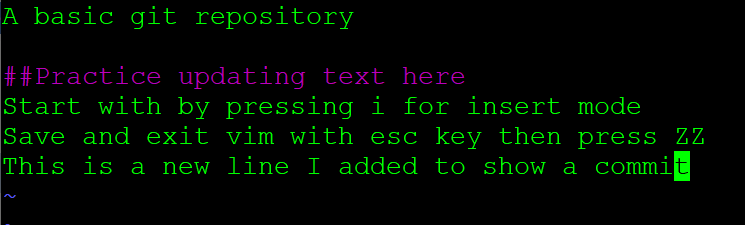 A basic git repository
##Practice updating text here
Start with by pressing i for insert mode
Save and exit vim with esc key then press ZZ
This is a new line I added to show a commit
~
~